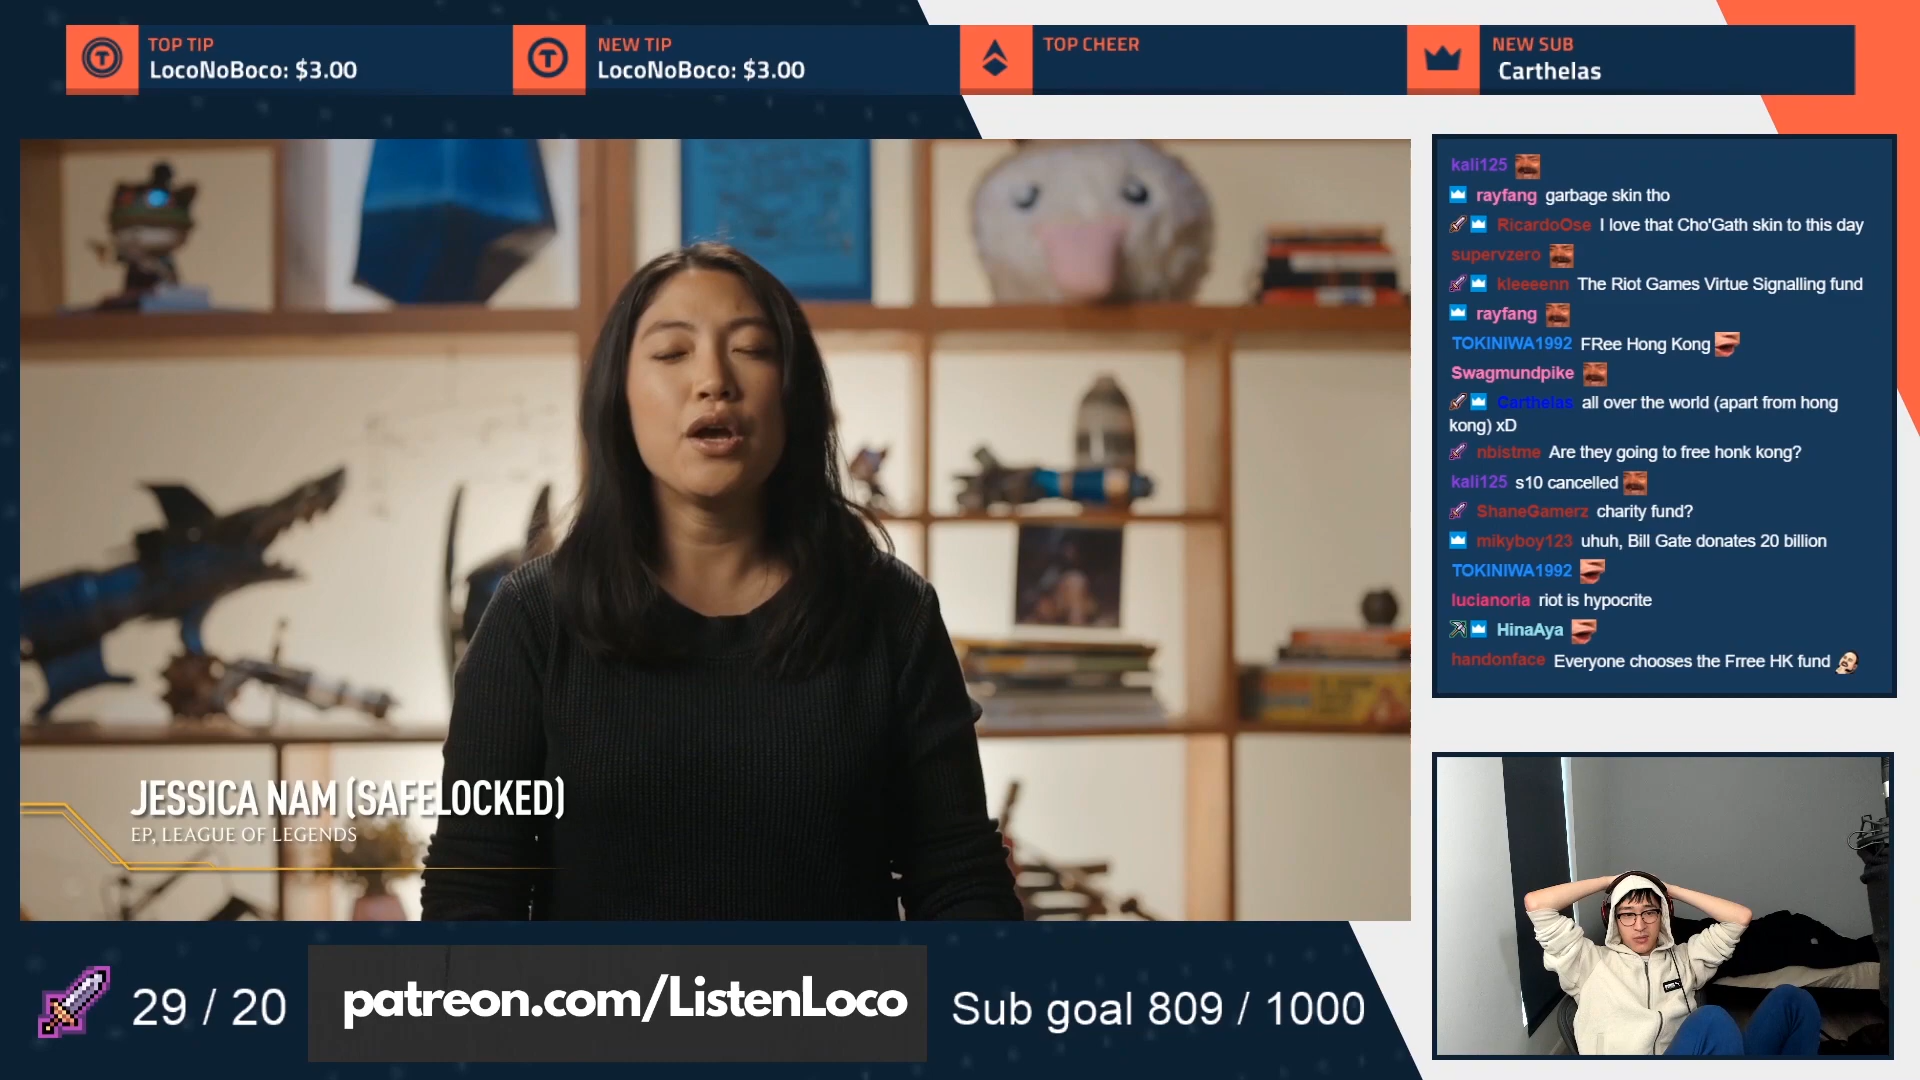 TOP TIP
LocoNoBoco: $3.00
NEW TIP
LocoNoBoco: $3.00
TOP CHEER
NEW SUB
Carthelas
kali125
rayfang garbage skin tho
RicardoOse I love that Cho'Gath skin to this day
supervzero
kleeeenn The Riot Games Virtue Signalling fund
rayfang
TOKINIWA1992 FRee Hong Kong
Swagmundpike
Carthelas all over the world (apart from hong
kong) xD
nbistme Are they going to free honk kong?
kali125 s10 cancelled
ShaneGamerz charity fund?
mikyboy123 uhuh, Bill Gate donates 20 billion
TOKINIWA1992
lucianoria riot is hypocrite
HinaAya
handonface Everyone chooses the Frree HK fund
JESSICA NAM (SAFELOCKED)
EP, LEAGUE OF LEGENDS
29 / 20
patreon.com/ListenLoco
Sub goal 809 / 1000